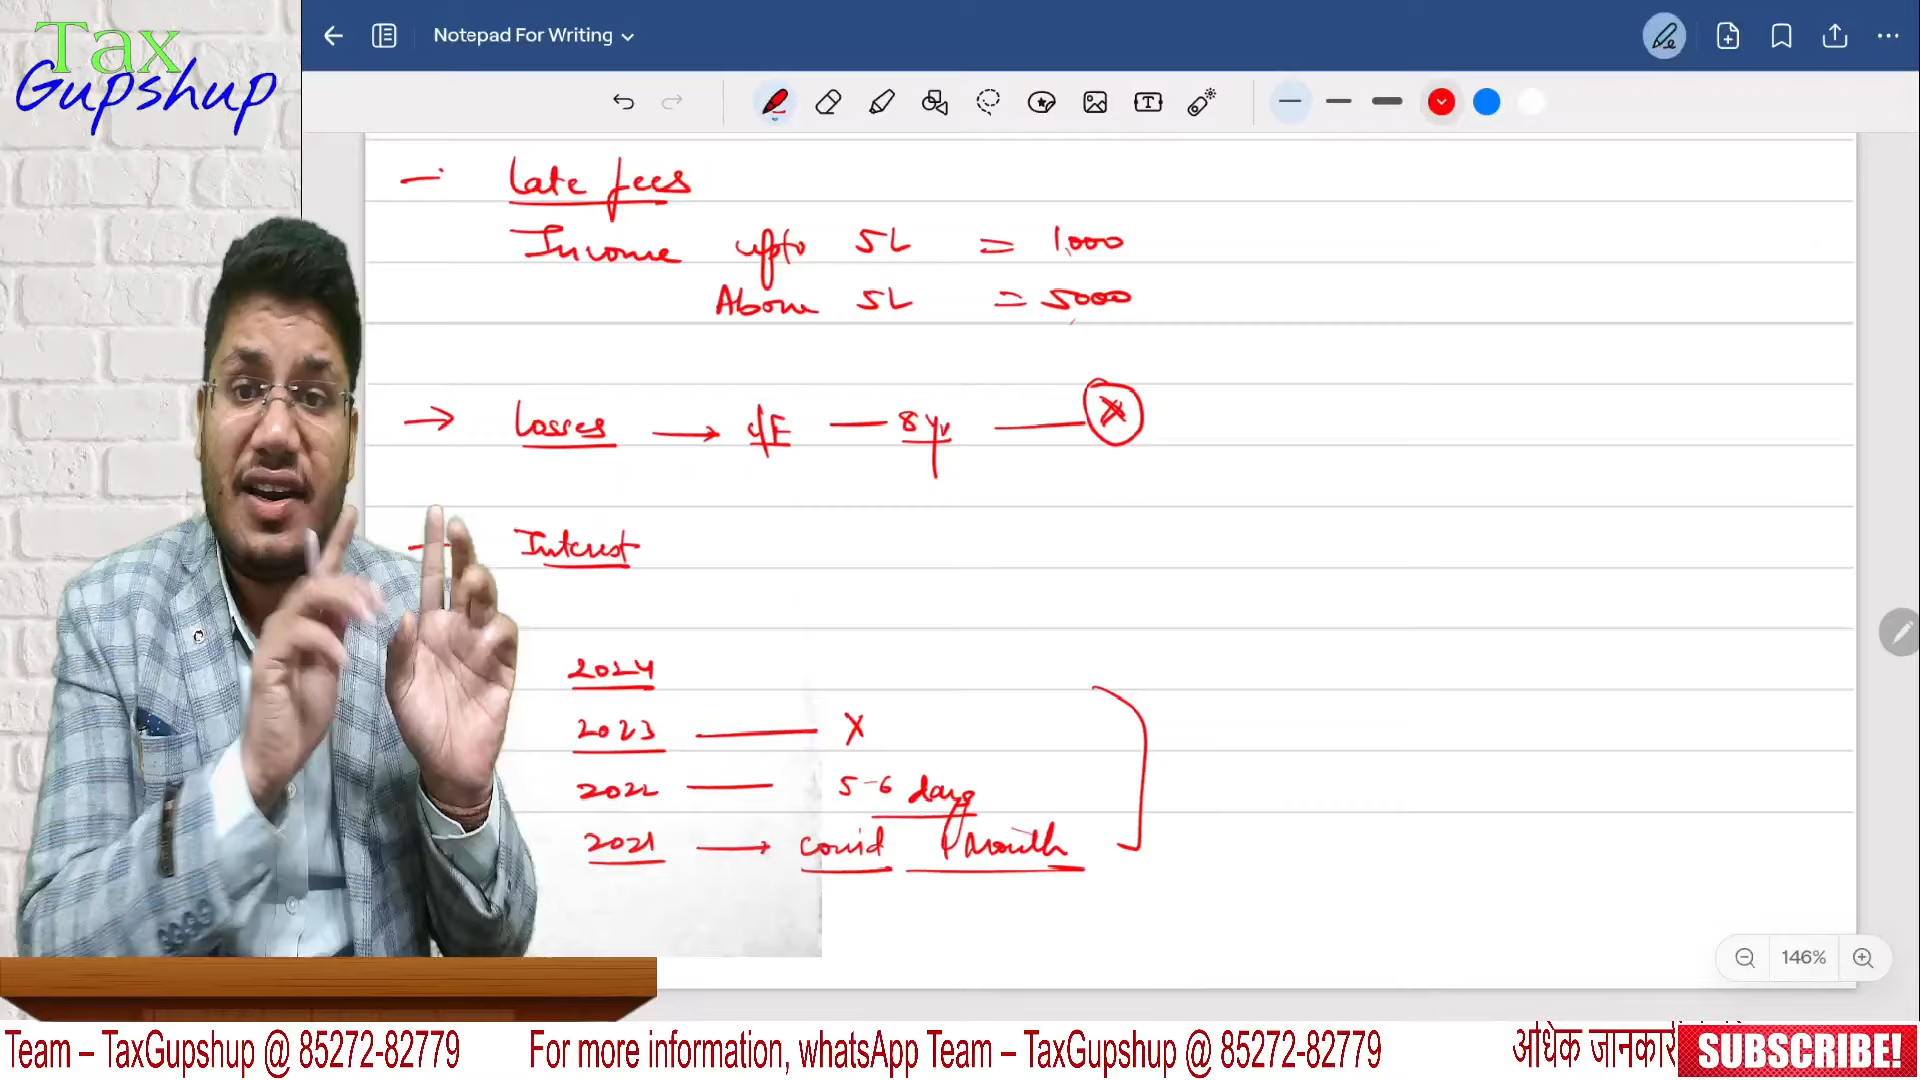 Tax
Gupshup
Notepad For Writing
Late fees
Income upto 5L = 1,000
Above 5L = 5000
Losses → c/F — 8 yr — X
Interest
2024
2023 — X
2022 — 5-6 days
2021 → covid 1 month
146%
Team – TaxGupshup @ 85272-82779 For more information, whatsApp Team – TaxGupshup @ 85272-82779 अधिक
SUBSCRIBE!